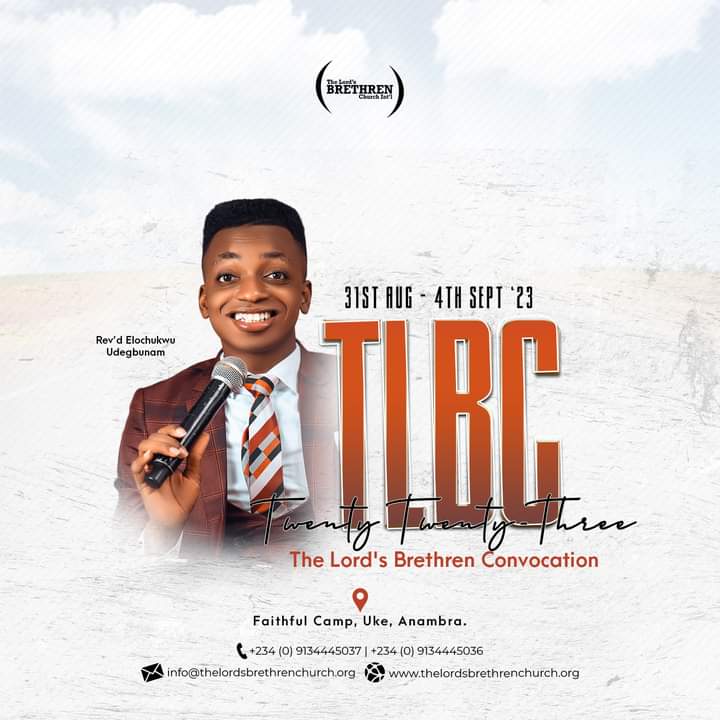 The Lord's
BRETHREN
Church Int'l
31ST AUG - 4TH SEPT '23
Rev'd Elochukwu
Udegbunam
TLBC
Twenty Twenty-Three
The Lord's Brethren Convocation
Faithful Camp, Uke, Anambra.
+234 (0) 9134445037 | +234 (0) 9134445036
info@thelordsbrethrenchurch.org www.thelordsbrethrenchurch.org